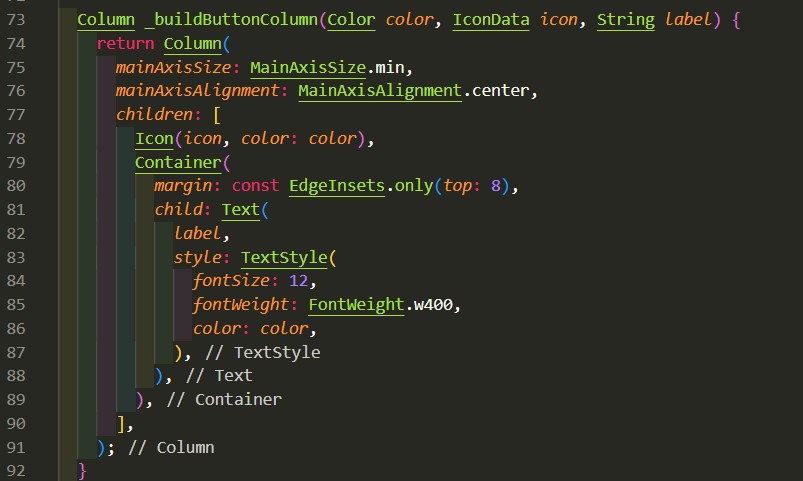 73 Column _buildButtonColumn(Color color, IconData icon, String label) {
74 return Column(
75 mainAxisSize: MainAxisSize.min,
76 mainAxisAlignment: MainAxisAlignment.center,
77 children: [
78 Icon(icon, color: color),
79 Container(
80 margin: const EdgeInsets.only(top: 8),
81 child: Text(
82 label,
83 style: TextStyle(
84 fontSize: 12,
85 fontWeight: FontWeight.w400,
86 color: color,
87 ), // TextStyle
88 ), // Text
89 ), // Container
90 ],
91 ); // Column
92 }